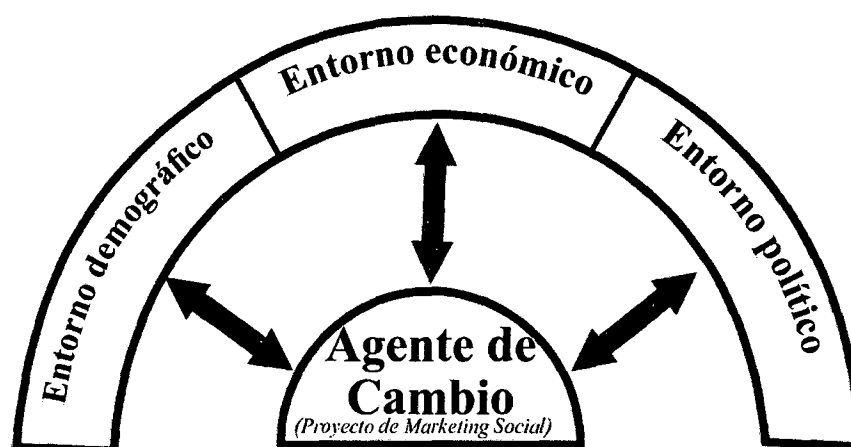 Entorno demográfico
Entorno económico
Entorno político
Agente de
Cambio
(Proyecto de Marketing Social)